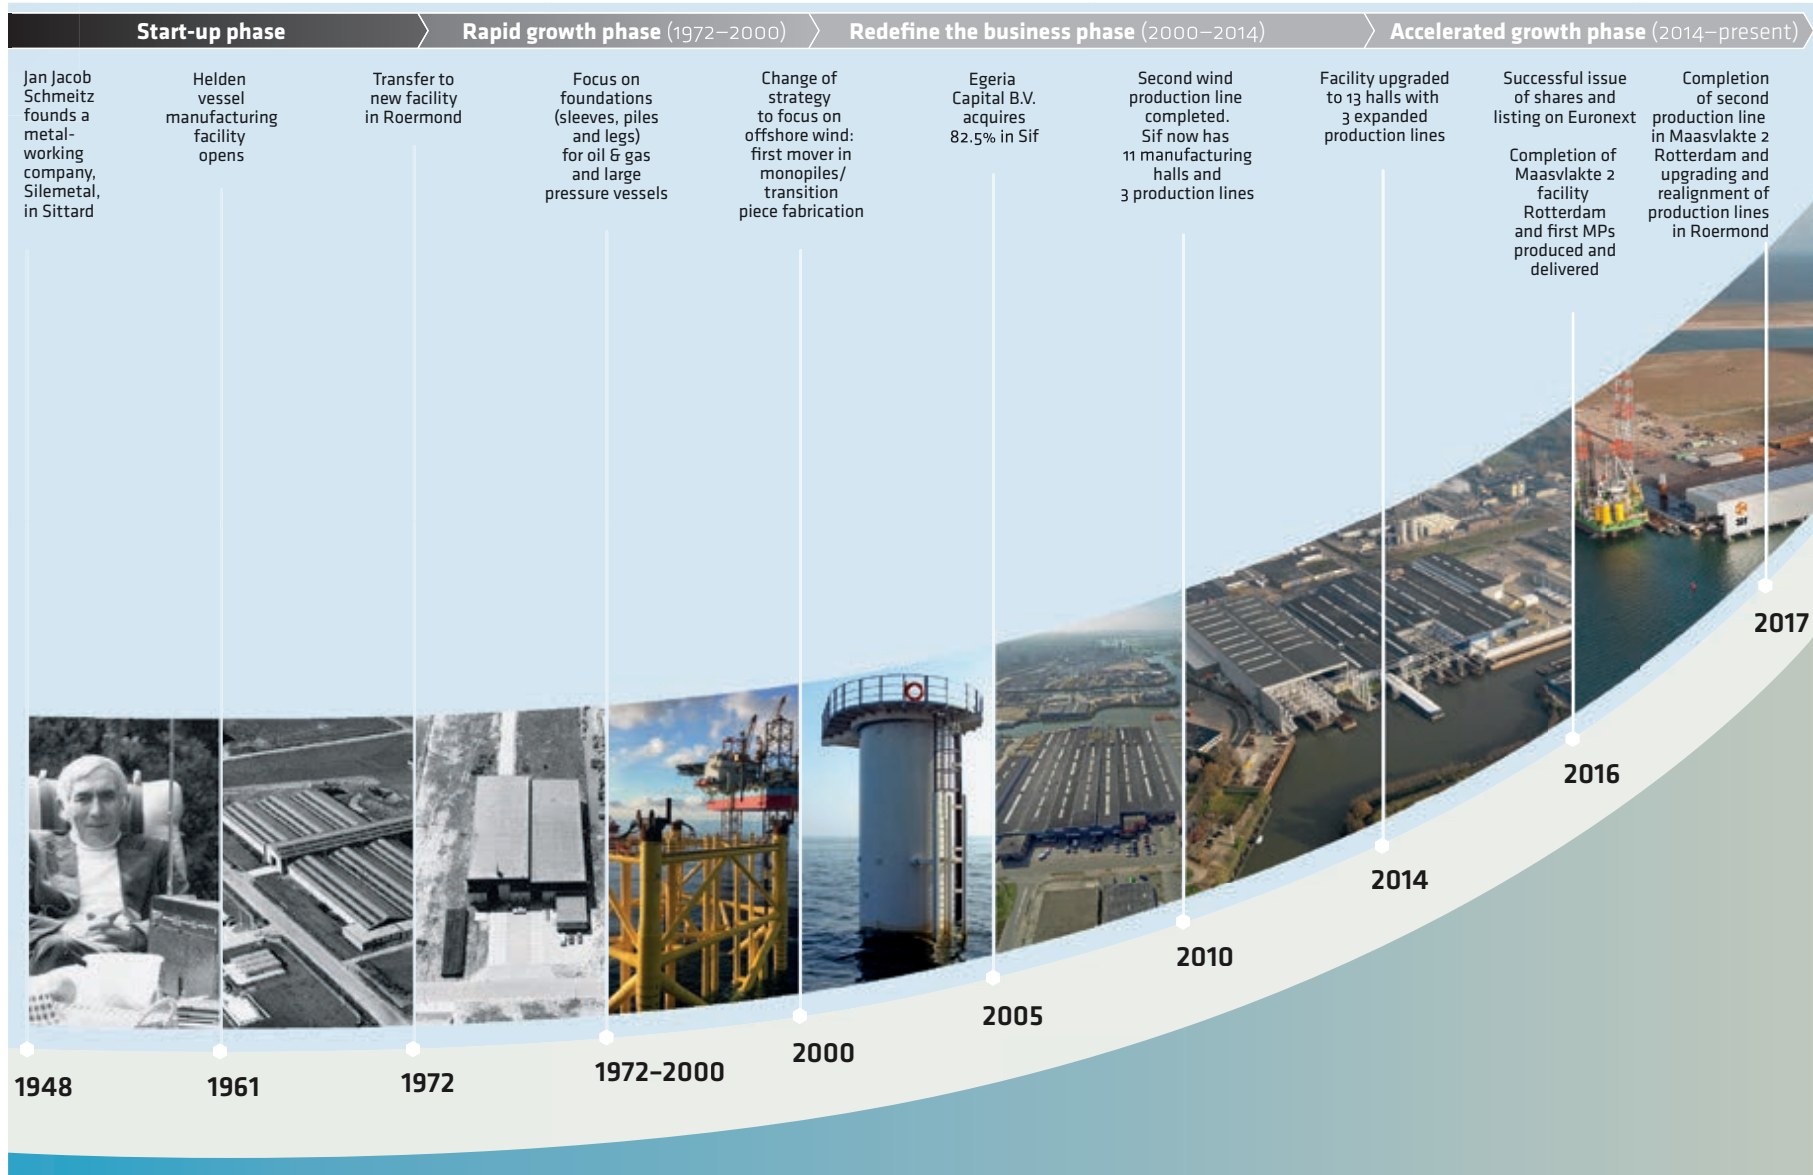 Start-up phase
Rapid growth phase (1972–2000)
Redefine the business phase (2000–2014)
Accelerated growth phase (2014–present)
Jan Jacob
Schmeitz
founds a
metal-
working
company,
Silemetal,
in Sittard
Helden
vessel
manufacturing
facility
opens
Transfer to
new facility
in Roermond
Focus on
foundations
(sleeves, piles
and legs)
for oil & gas
and large
pressure vessels
Change of
strategy
to focus on
offshore wind:
first mover in
monopiles/
transition
piece fabrication
Egeria
Capital B.V.
acquires
82.5% in Sif
Second wind
production line
completed.
Sif now has
11 manufacturing
halls and
3 production lines
Facility upgraded
to 13 halls with
3 expanded
production lines
Successful issue
of shares and
listing on Euronext
Completion of
Maasvlakte 2
facility
Rotterdam
and first MPs
produced and
delivered
Completion
of second
production line
in Maasvlakte 2
Rotterdam and
upgrading and
realignment of
production lines
in Roermond
Sif
1948
1961
1972
1972–2000
2000
2005
2010
2014
2016
2017